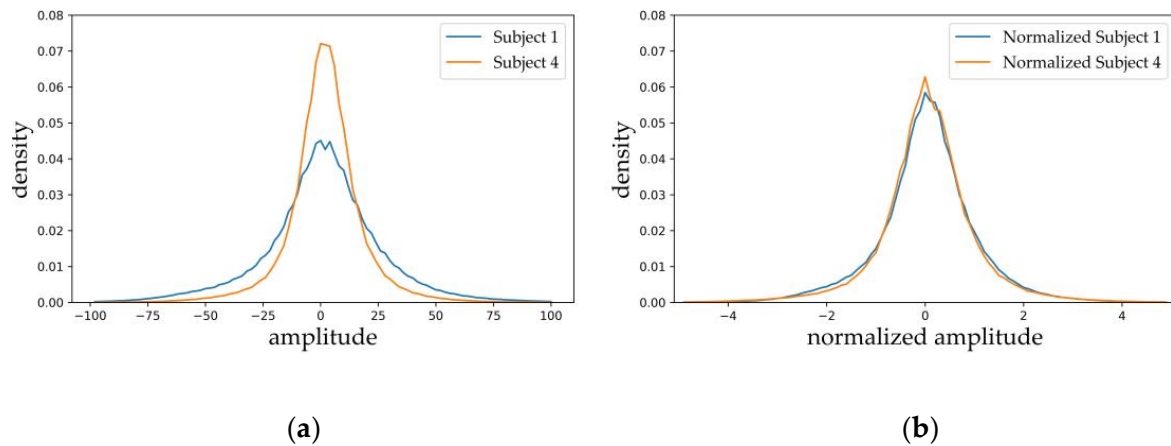 0.08
0.07
0.06
0.05
0.04
0.03
0.02
0.01
0.00
density
Subject 1
Subject 4
−100 −75 −50 −25 0 25 50 75 100
amplitude
(a)
0.08
0.07
0.06
0.05
0.04
0.03
0.02
0.01
0.00
density
Normalized Subject 1
Normalized Subject 4
−4 −2 0 2 4
normalized amplitude
(b)